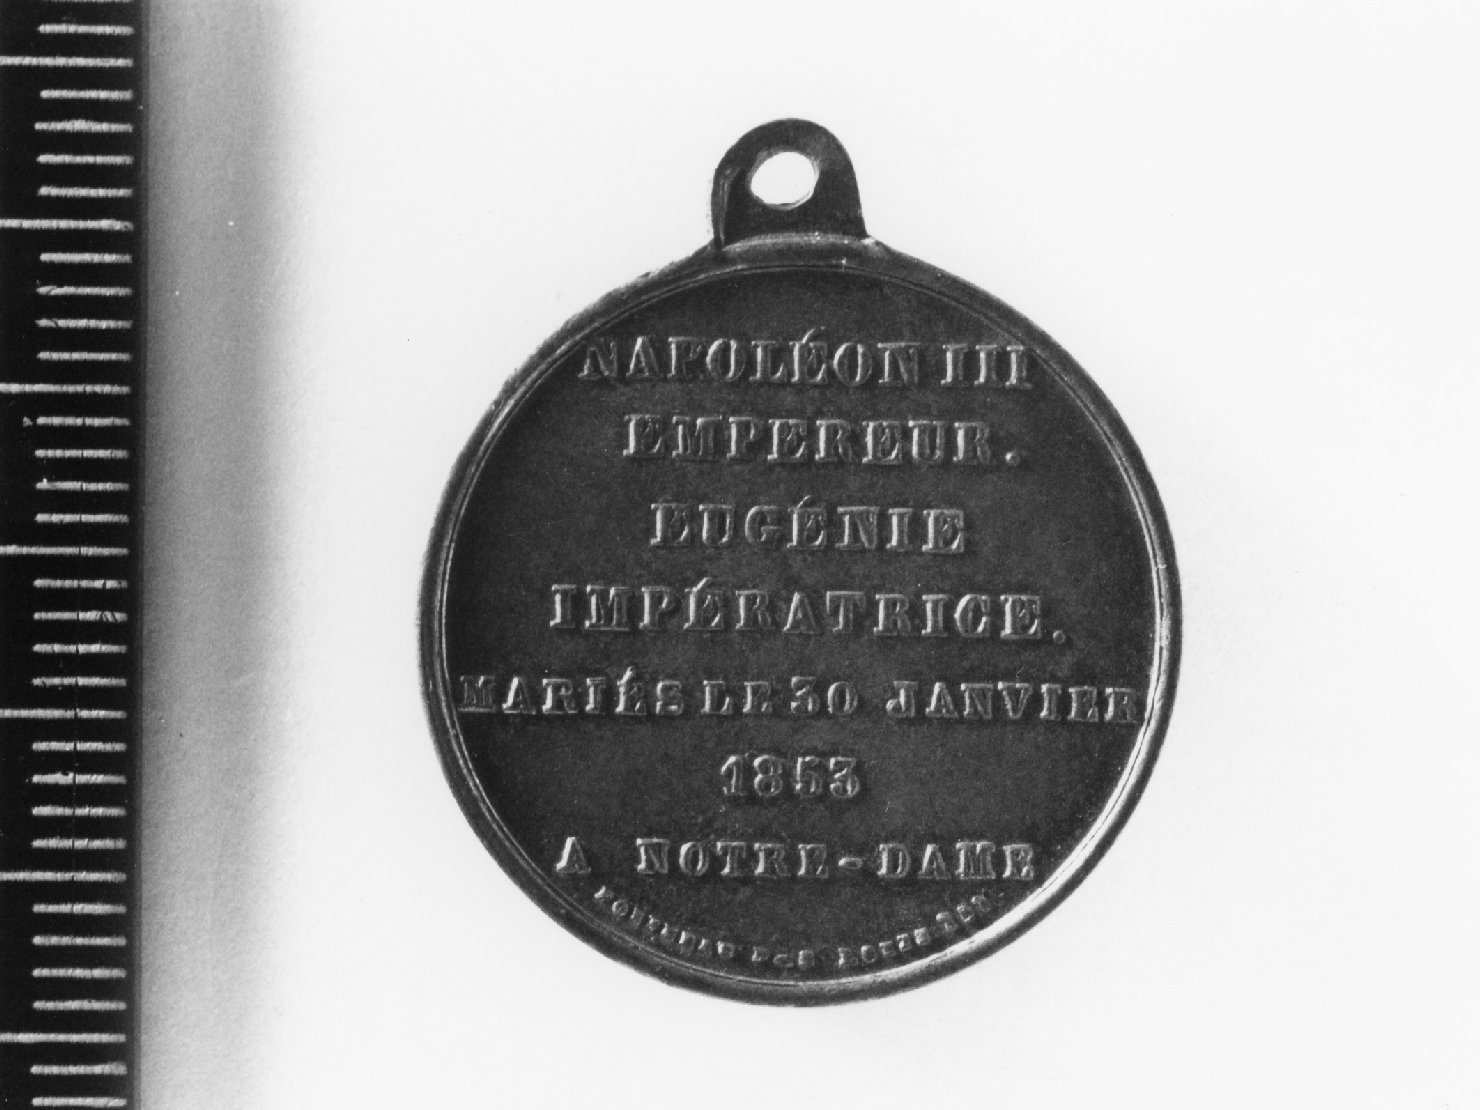 NAPOLÉON III
EMPEREUR.
EUGÉNIE
IMPÉRATRICE.
MARIÉS LE 30 JANVIER
1853
A NOTRE-DAME